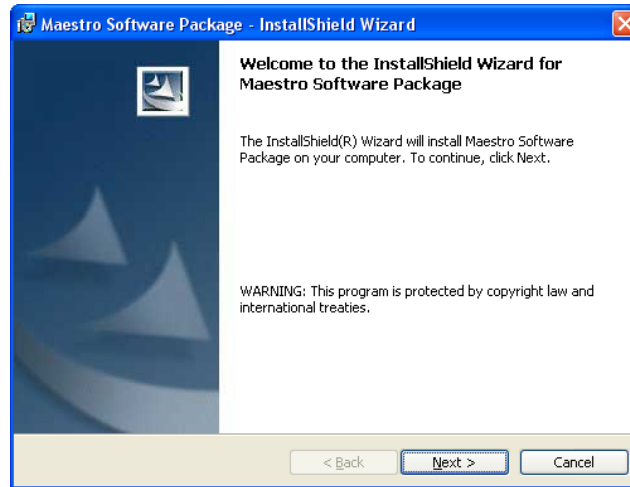 Maestro Software Package - InstallShield Wizard
Welcome to the InstallShield Wizard for
Maestro Software Package
The InstallShield(R) Wizard will install Maestro Software
Package on your computer. To continue, click Next.
WARNING: This program is protected by copyright law and
international treaties.
< Back
Next >
Cancel